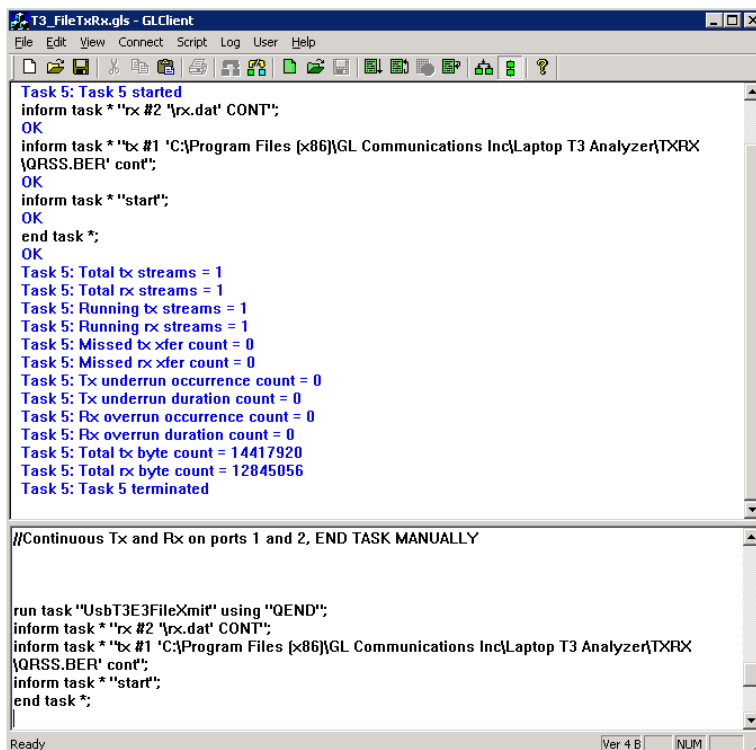 T3_FileTxRx.gls - GLClient
File Edit View Connect Script Log User Help
Task 5: Task 5 started
inform task * "rx #2 '\rx.dat' CONT";
OK
inform task * "tx #1 'C:\Program Files (x86)\GL Communications Inc\Laptop T3 Analyzer\TXRX
\QRSS.BER' cont";
OK
inform task * "start";
OK
end task *;
OK
Task 5: Total tx streams = 1
Task 5: Total rx streams = 1
Task 5: Running tx streams = 1
Task 5: Running rx streams = 1
Task 5: Missed tx xfer count = 0
Task 5: Missed rx xfer count = 0
Task 5: Tx underrun occurrence count = 0
Task 5: Tx underrun duration count = 0
Task 5: Rx overrun occurrence count = 0
Task 5: Rx overrun duration count = 0
Task 5: Total tx byte count = 14417920
Task 5: Total rx byte count = 12845056
Task 5: Task 5 terminated
//Continuous Tx and Rx on ports 1 and 2, END TASK MANUALLY
run task "UsbT3E3FileXmit" using "QEND";
inform task * "rx #2 '\rx.dat' CONT";
inform task * "tx #1 'C:\Program Files (x86)\GL Communications Inc\Laptop T3 Analyzer\TXRX
\QRSS.BER' cont";
inform task * "start";
end task *;
Ready Ver 4 B NUM